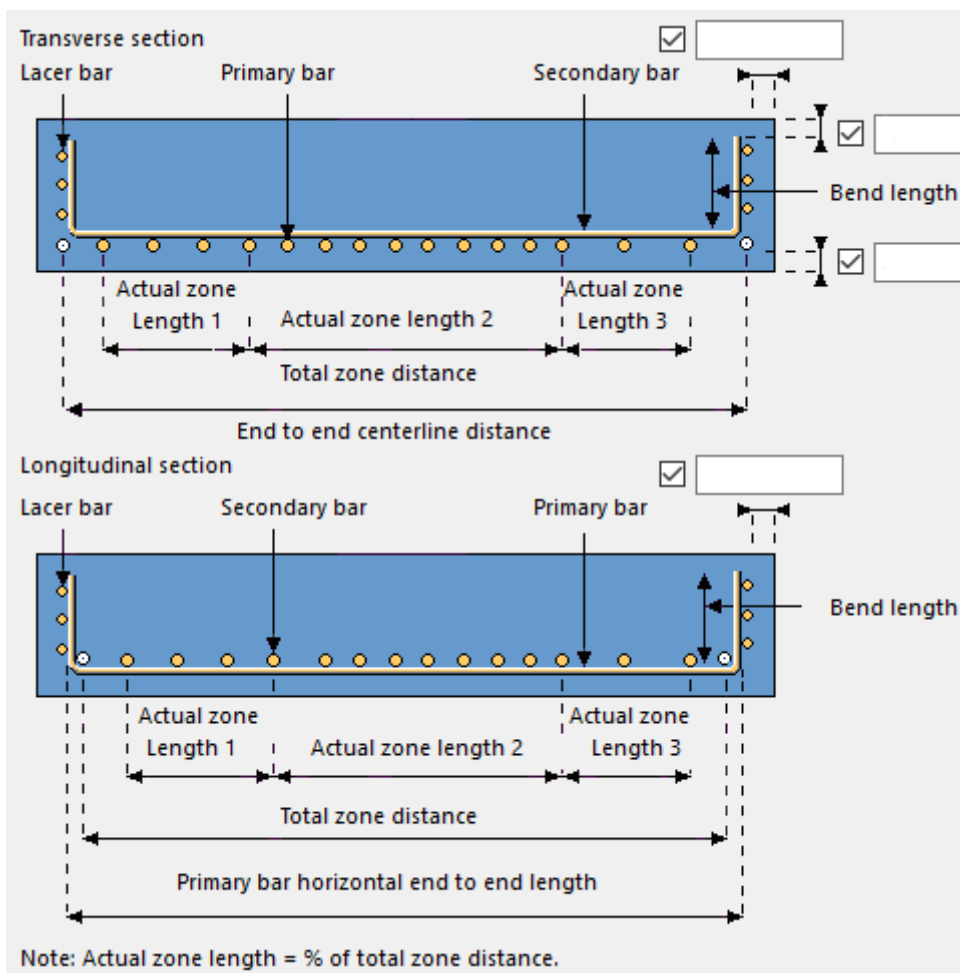 Transverse section
Lacer bar Primary bar Secondary bar
Bend length
Actual zone Actual zone
Length 1 Actual zone length 2 Length 3
Total zone distance
End to end centerline distance
Longitudinal section
Lacer bar Secondary bar Primary bar
Bend length
Actual zone Actual zone
Length 1 Actual zone length 2 Length 3
Total zone distance
Primary bar horizontal end to end length
Note: Actual zone length = % of total zone distance.